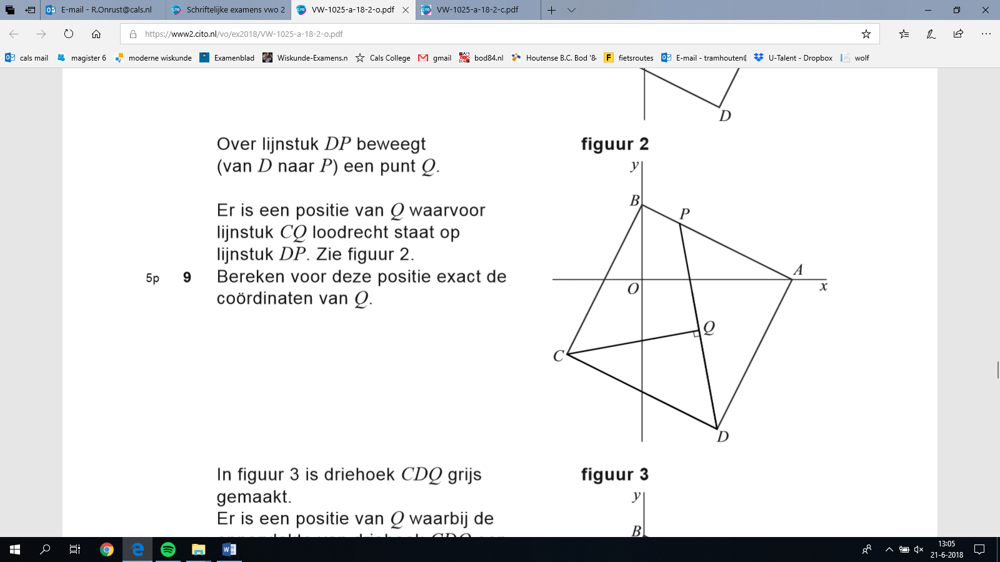 E-mail - R.Onrust@cals.nl
Schriftelijke examens vwo 2
VW-1025-a-18-2-o.pdf
VW-1025-a-18-2-c.pdf
https://www2.cito.nl/vo/ex2018/VW-1025-a-18-2-o.pdf
cals mail
magister 6
moderne wiskunde
Examenblad
Wiskunde-Examens.n
Cals College
gmail
bod84.nl
Houtense B.C. Bod '8
fietsroutes
E-mail - tramhouten
U-Talent - Dropbox
wolf
D
Over lijnstuk DP beweegt
(van D naar P) een punt Q.
Er is een positie van Q waarvoor
lijnstuk CQ loodrecht staat op
lijnstuk DP. Zie figuur 2.
5p 9 Bereken voor deze positie exact de
coördinaten van Q.
figuur 2
y
B
P
A
O
x
Q
C
D
In figuur 3 is driehoek CDQ grijs
gemaakt.
Er is een positie van Q waarbij de
figuur 3
y
B
13:05
21-6-2018